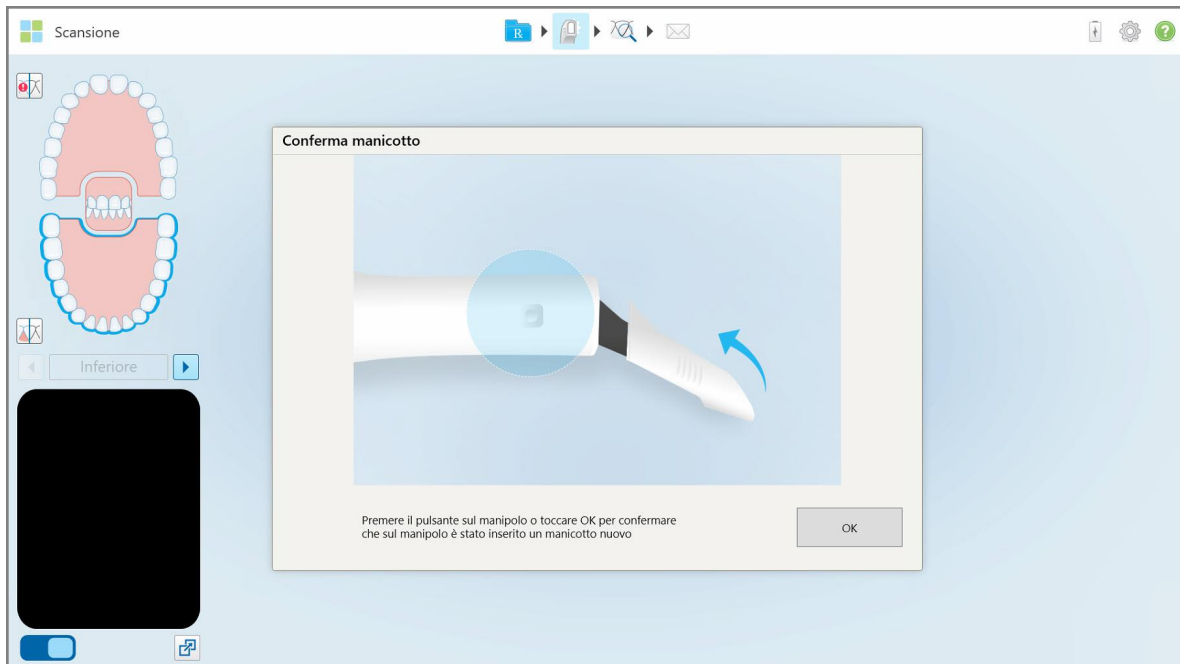 Scansione
R
Conferma manicotto
Inferiore
Premere il pulsante sul manipolo o toccare OK per confermare
che sul manipolo è stato inserito un manicotto nuovo
OK